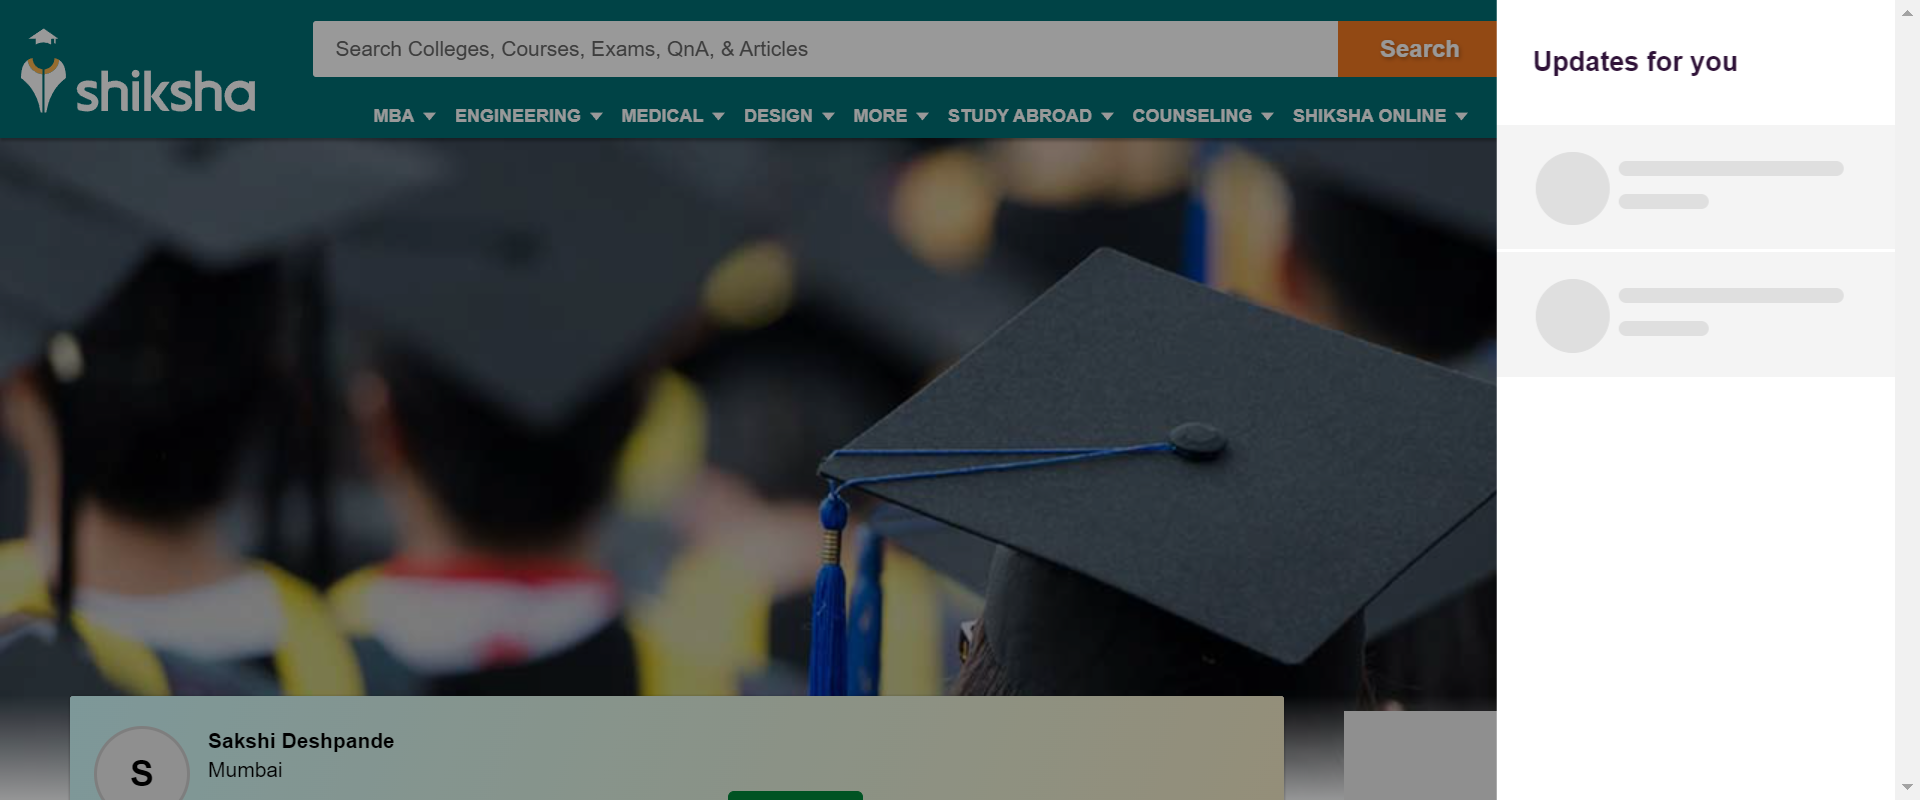 shiksha
Search Colleges, Courses, Exams, QnA, & Articles
Search
MBA
ENGINEERING
MEDICAL
DESIGN
MORE
STUDY ABROAD
COUNSELING
SHIKSHA ONLINE
Updates for you
S
Sakshi Deshpande
Mumbai